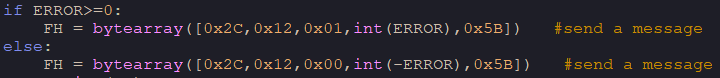 if ERROR>=0:
    FH = bytearray([0x2C,0x12,0x01,int(ERROR),0x5B])   #send a message
else:
    FH = bytearray([0x2C,0x12,0x00,int(-ERROR),0x5B])   #send a message